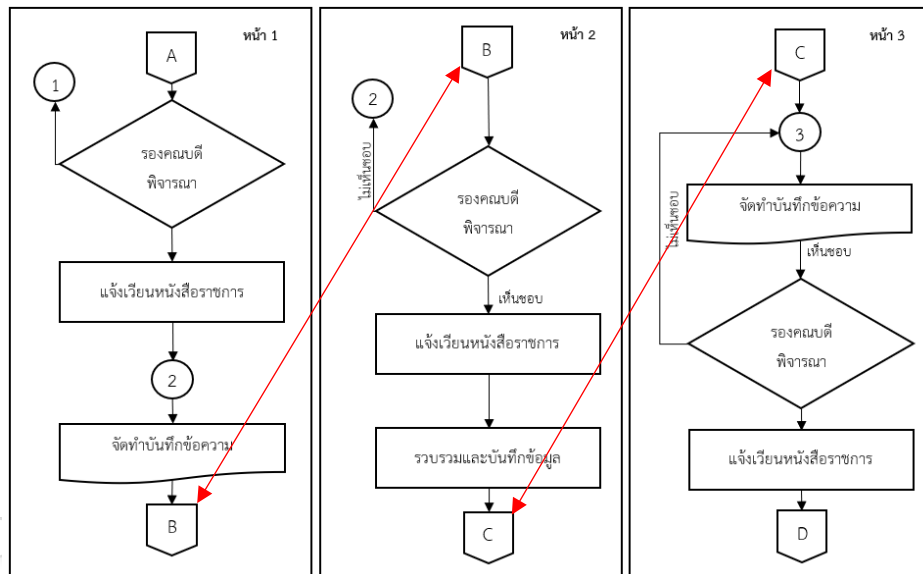 หน้า 1
A
1
รองคณบดี
พิจารณา
แจ้งเวียนหนังสือราชการ
2
จัดทำบันทึกข้อความ
B
หน้า 2
B
2
ไม่เห็นชอบ
รองคณบดี
พิจารณา
เห็นชอบ
แจ้งเวียนหนังสือราชการ
รวบรวมและบันทึกข้อมูล
C
หน้า 3
C
3
จัดทำบันทึกข้อความ
ไม่เห็นชอบ
เห็นชอบ
รองคณบดี
พิจารณา
แจ้งเวียนหนังสือราชการ
D